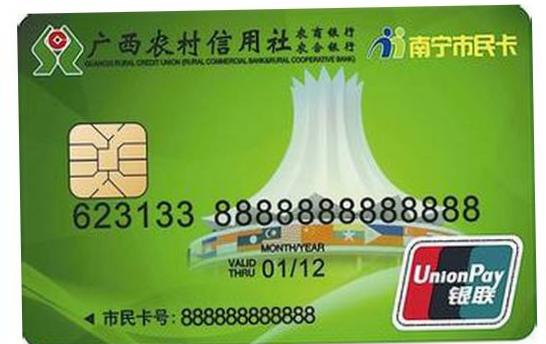 广西农村信用社 农商银行 农合银行
GUANGXI RURAL CREDIT UNION (RURAL COMMERCIAL BANK&RURAL COOPERATIVE BANK)
南宁市民卡
623133 8888888888888
MONTH/YEAR
VALID THRU 01/12
UnionPay
银联
市民卡号: 888888888888